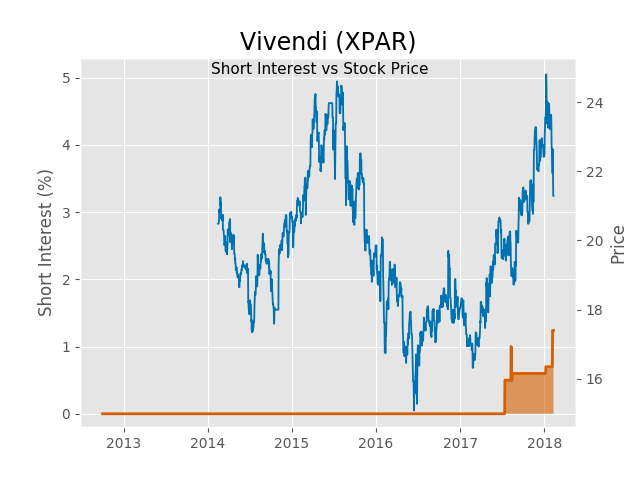 Vivendi (XPAR)
Short Interest vs Stock Price
Short Interest (%)
5
4
3
2
1
0
24
22
20
18
16
Price
2013 2014 2015 2016 2017 2018